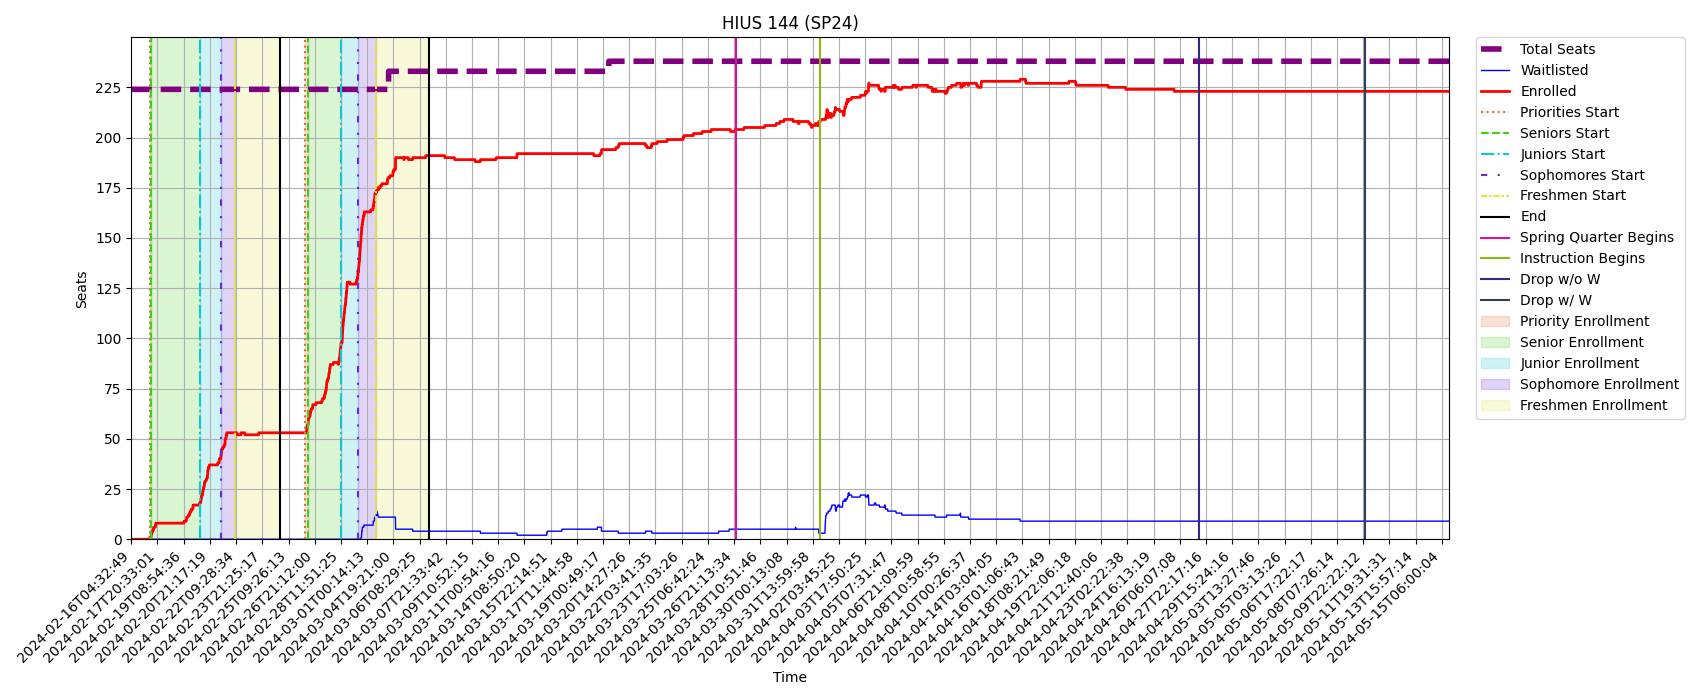 HIUS 144 (SP24)
Seats
225
200
175
150
125
100
75
50
25
0
2024-02-16T04:32:49
2024-02-17T20:33:01
2024-02-19T08:54:36
2024-02-20T21:17:19
2024-02-22T09:28:34
2024-02-23T21:25:17
2024-02-25T09:26:13
2024-02-26T21:12:00
2024-02-28T11:51:25
2024-03-01T00:14:13
2024-03-04T19:21:00
2024-03-06T08:29:25
2024-03-07T21:33:42
2024-03-11T10:52:15
2024-03-11T00:54:16
2024-03-14T08:50:20
2024-03-15T22:14:51
2024-03-17T11:44:58
2024-03-19T00:49:17
2024-03-20T14:27:26
2024-03-22T03:41:35
2024-03-23T17:03:26
2024-03-25T06:42:24
2024-03-26T21:13:34
2024-03-28T10:51:46
2024-03-30T00:13:08
2024-03-31T13:59:58
2024-04-02T03:45:25
2024-04-03T17:50:25
2024-04-05T07:31:47
2024-04-06T21:09:59
2024-04-08T10:58:55
2024-04-10T00:26:37
2024-04-14T03:04:05
2024-04-16T01:06:43
2024-04-18T08:21:49
2024-04-19T22:06:18
2024-04-21T12:40:06
2024-04-23T02:22:38
2024-04-24T16:13:19
2024-04-26T06:07:08
2024-04-27T22:17:16
2024-04-29T15:24:16
2024-05-03T13:27:46
2024-05-05T03:13:26
2024-05-06T17:22:17
2024-05-08T07:26:14
2024-05-09T22:22:12
2024-05-11T19:31:31
2024-05-13T15:57:14
2024-05-15T06:00:04
Time
Total Seats
Waitlisted
Enrolled
Priorities Start
Seniors Start
Juniors Start
Sophomores Start
Freshmen Start
End
Spring Quarter Begins
Instruction Begins
Drop w/o W
Drop w/ W
Priority Enrollment
Senior Enrollment
Junior Enrollment
Sophomore Enrollment
Freshmen Enrollment